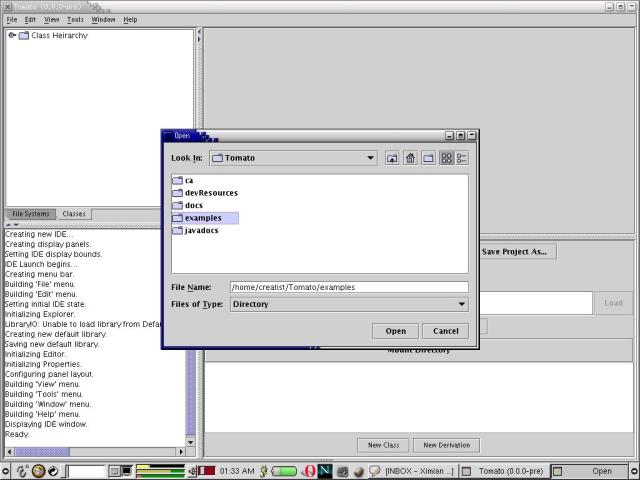 Tomato (0.0.0-pre)
File Edit View Tools Window Help
Class Heirarchy
File Systems Classes
Creating new IDE...
Creating display panels.
Setting IDE display bounds.
IDE Launch begins...
Creating menu bar.
Building 'File' menu.
Building 'Edit' menu.
Setting initial IDE state.
Initializing Explorer.
LibraryIO: Unable to load library from Defau
Creating new default library.
Saving new default library.
Initializing Editor.
Initializing Properties.
Configuring panel layout.
Building 'View' menu.
Building 'Tools' menu.
Building 'Window' menu.
Building 'Help' menu.
Displaying IDE window.
Ready.
Open
Look In: Tomato
ca
devResources
docs
examples
javadocs
File Name: /home/creatist/Tomato/examples
Files of Type: Directory
Open Cancel
Save Project As...
Load
Mount Directory
New Class New Derivation
01:33 AM [INBOX - Ximian Tomato (0.0.0-pre) Open